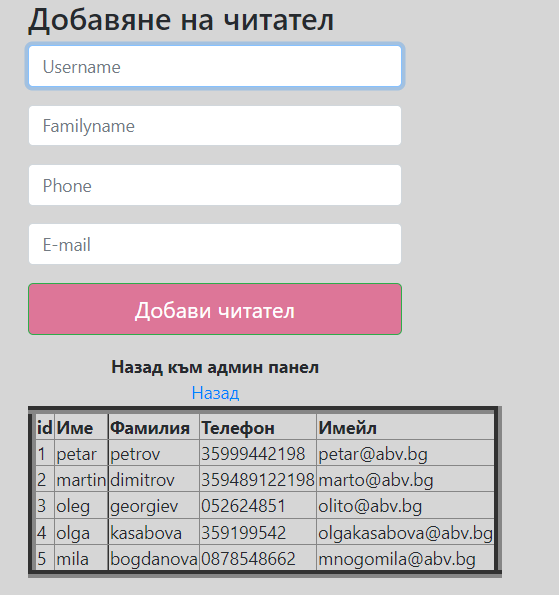 Добавяне на читател
Username
Familyname
Phone
E-mail
Добави читател
Назад към админ панел
Назад
id Име Фамилия Телефон Имейл
1 petar petrov 35999442198 petar@abv.bg
2 martin dimitrov 359489122198 marto@abv.bg
3 oleg georgiev 052624851 olito@abv.bg
4 olga kasabova 359199542 olgakasabova@abv.bg
5 mila bogdanova 0878548662 mnogomila@abv.bg